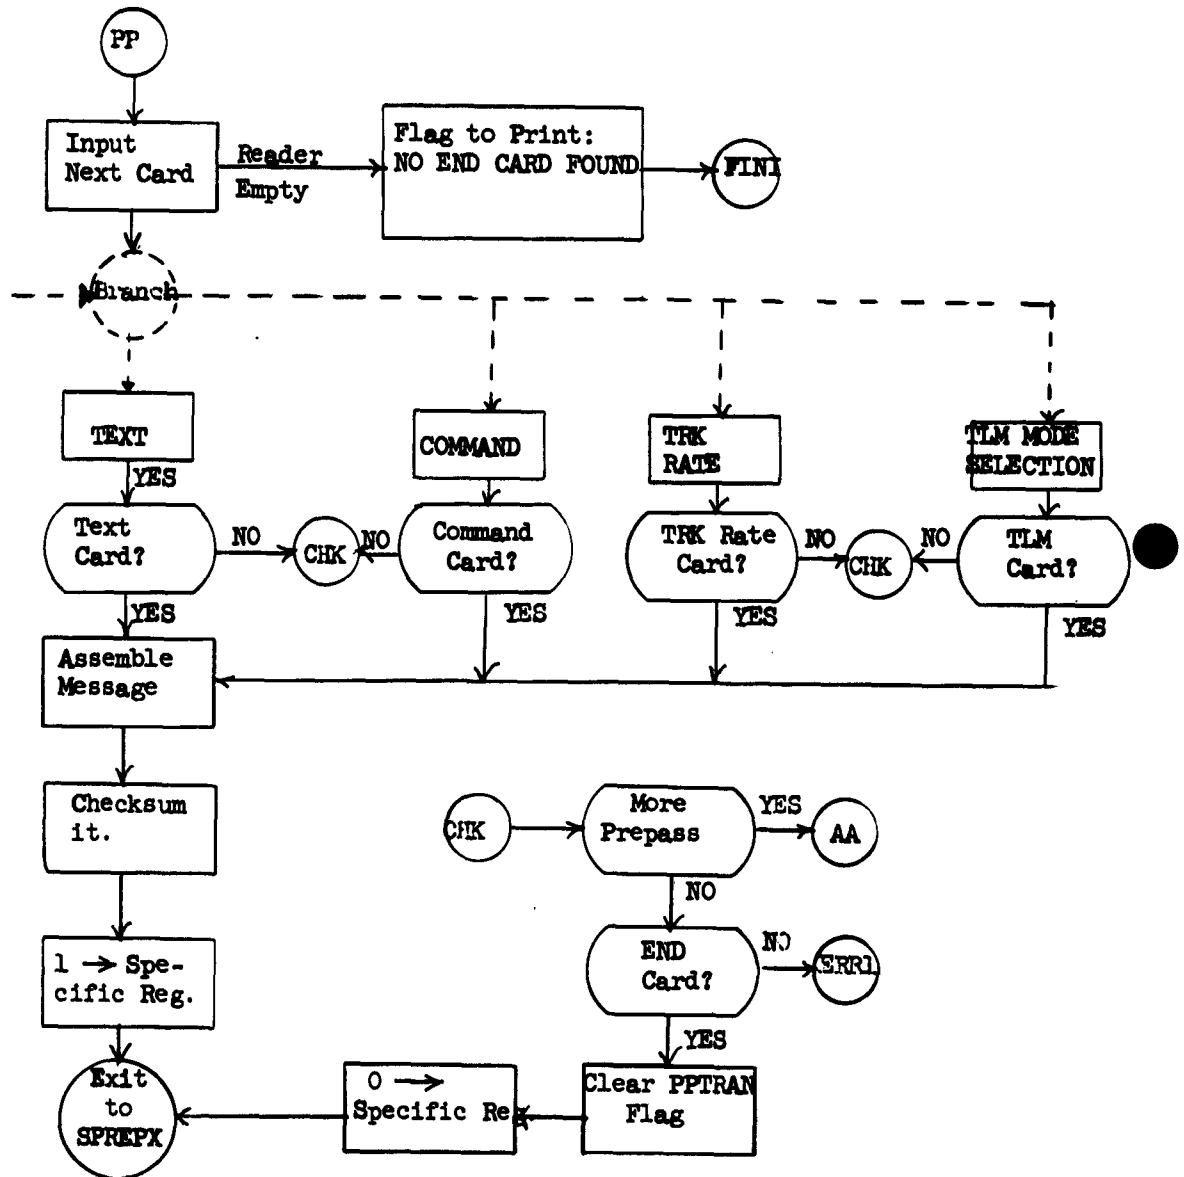 PP
Input
Next Card
Reader
Empty
Flag to Print:
NO END CARD FOUND
FINI
Branch
TEXT
COMMAND
TRK
RATE
TLM MODE
SELECTION
YES
Text
Card?
NO
CHK
NO
Command
Card?
TRK Rate
Card?
NO
CHK
NO
TLM
Card?
YES
YES
YES
YES
Assemble
Message
Checksum
it.
CHK
More
Prepass
YES
AA
NO
1 → Spe-
cific Reg.
END
Card?
NO
ERR1
YES
Exit
to
SPREPX
0 →
Specific Reg
Clear PPTRAN
Flag